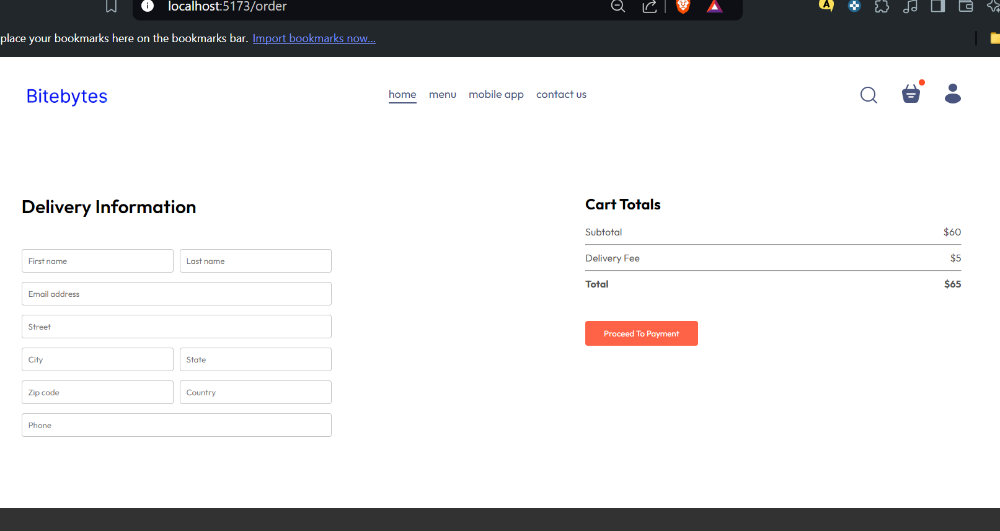 localhost:5173/order
place your bookmarks here on the bookmarks bar. Import bookmarks now...
Bitebytes
home menu mobile app contact us
Delivery Information
First name Last name
Email address
Street
City State
Zip code Country
Phone
Cart Totals
Subtotal $60
Delivery Fee $5
Total $65
Proceed To Payment